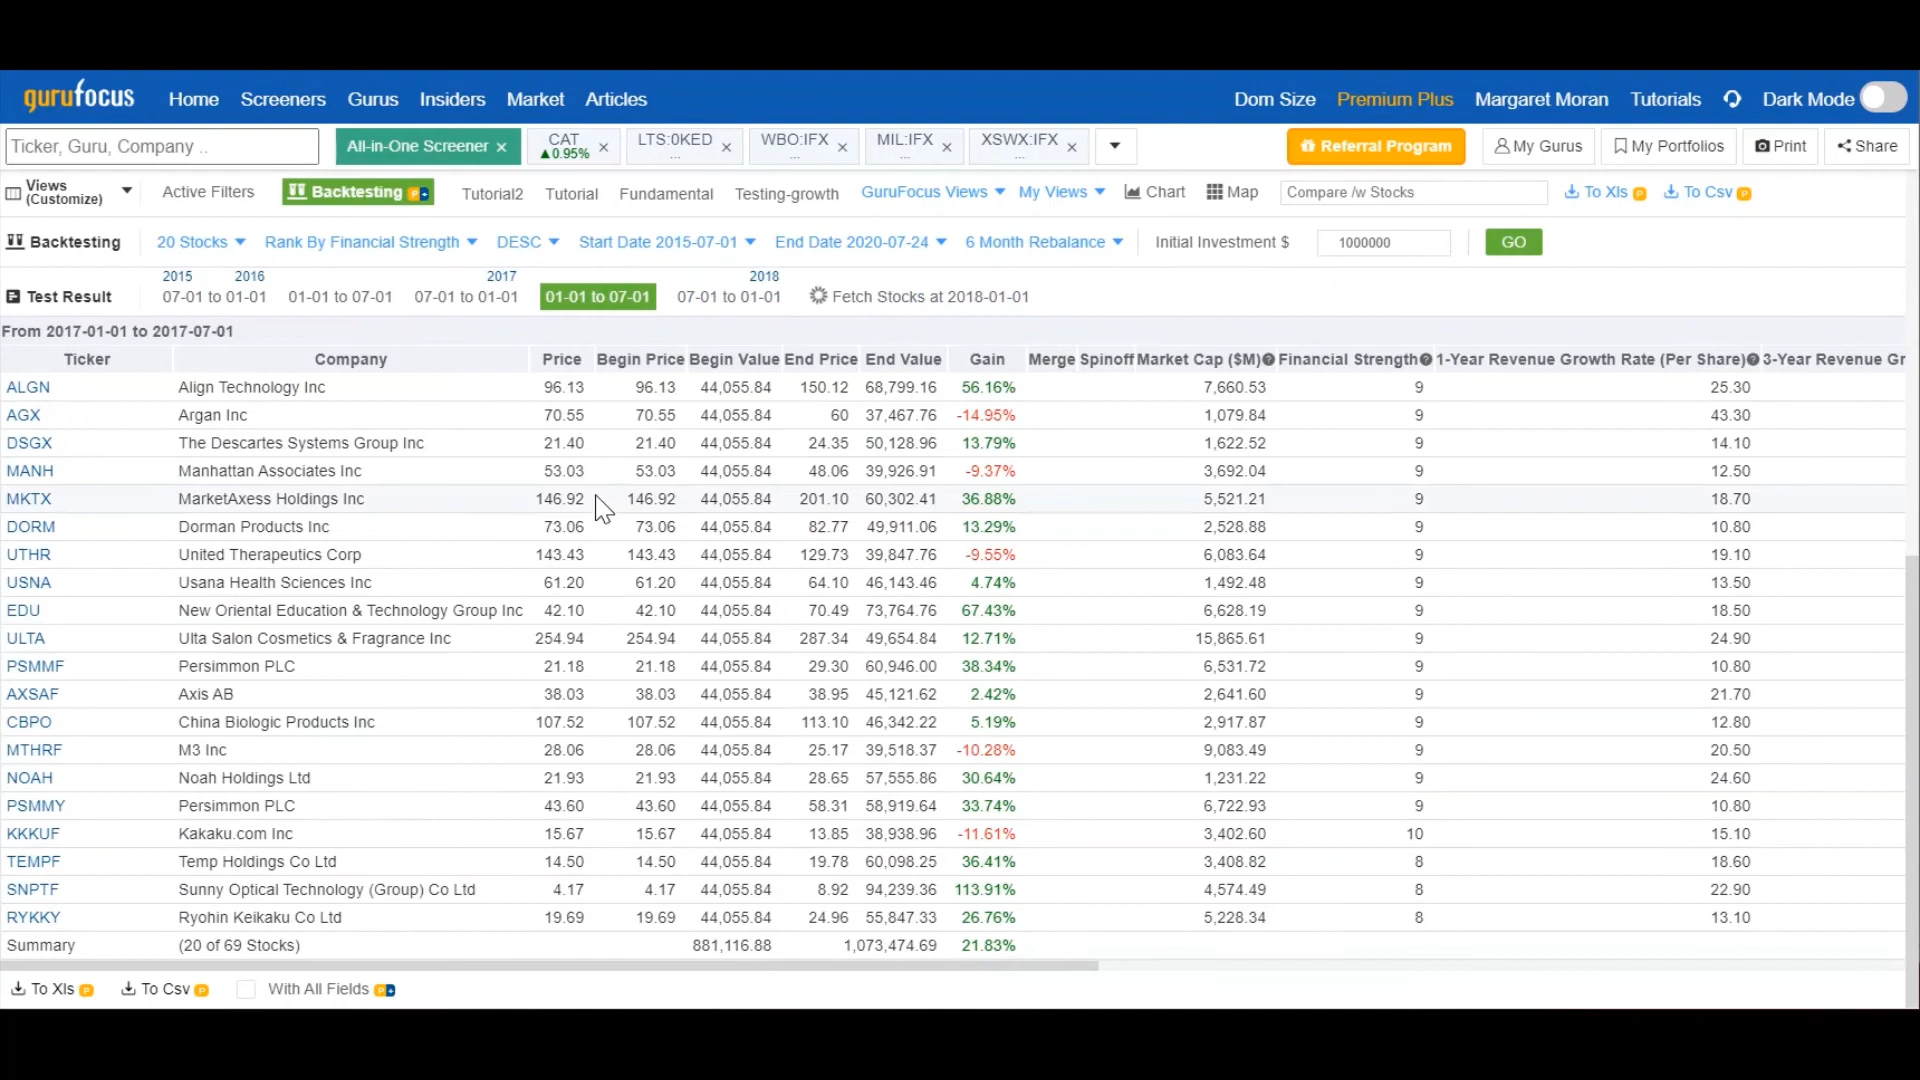 gurufocus Home Screeners Gurus Insiders Market Articles Dom Size Premium Plus Margaret Moran Tutorials Dark Mode
Ticker, Guru, Company .. All-in-One Screener × CAT ▲0.95% × LTS:0KED ... × WBO:IFX ... × MIL:IFX ... × XSWX:IFX ... × Referral Program My Gurus My Portfolios Print Share
Views (Customize) Active Filters Backtesting P+ Tutorial2 Tutorial Fundamental Testing-growth GuruFocus Views My Views Chart Map Compare /w Stocks To Xls P To Csv P
Backtesting 20 Stocks Rank By Financial Strength DESC Start Date 2015-07-01 End Date 2020-07-24 6 Month Rebalance Initial Investment $ 1000000 GO
2015 2016 2017 2018
Test Result 07-01 to 01-01 01-01 to 07-01 07-01 to 01-01 01-01 to 07-01 07-01 to 01-01 Fetch Stocks at 2018-01-01
From 2017-01-01 to 2017-07-01
Ticker Company Price Begin Price Begin Value End Price End Value Gain Merge Spinoff Market Cap ($M) Financial Strength 1-Year Revenue Growth Rate (Per Share) 3-Year Revenue Gr
ALGN Align Technology Inc 96.13 96.13 44,055.84 150.12 68,799.16 56.16% 7,660.53 9 25.30
AGX Argan Inc 70.55 70.55 44,055.84 60 37,467.76 -14.95% 1,079.84 9 43.30
DSGX The Descartes Systems Group Inc 21.40 21.40 44,055.84 24.35 50,128.96 13.79% 1,622.52 9 14.10
MANH Manhattan Associates Inc 53.03 53.03 44,055.84 48.06 39,926.91 -9.37% 3,692.04 9 12.50
MKTX MarketAxess Holdings Inc 146.92 146.92 44,055.84 201.10 60,302.41 36.88% 5,521.21 9 18.70
DORM Dorman Products Inc 73.06 73.06 44,055.84 82.77 49,911.06 13.29% 2,528.88 9 10.80
UTHR United Therapeutics Corp 143.43 143.43 44,055.84 129.73 39,847.76 -9.55% 6,083.64 9 19.10
USNA Usana Health Sciences Inc 61.20 61.20 44,055.84 64.10 46,143.46 4.74% 1,492.48 9 13.50
EDU New Oriental Education & Technology Group Inc 42.10 42.10 44,055.84 70.49 73,764.76 67.43% 6,628.19 9 18.50
ULTA Ulta Salon Cosmetics & Fragrance Inc 254.94 254.94 44,055.84 287.34 49,654.84 12.71% 15,865.61 9 24.90
PSMMF Persimmon PLC 21.18 21.18 44,055.84 29.30 60,946.00 38.34% 6,531.72 9 10.80
AXSAF Axis AB 38.03 38.03 44,055.84 38.95 45,121.62 2.42% 2,641.60 9 21.70
CBPO China Biologic Products Inc 107.52 107.52 44,055.84 113.10 46,342.22 5.19% 2,917.87 9 12.80
MTHRF M3 Inc 28.06 28.06 44,055.84 25.17 39,518.37 -10.28% 9,083.49 9 20.50
NOAH Noah Holdings Ltd 21.93 21.93 44,055.84 28.65 57,555.86 30.64% 1,231.22 9 24.60
PSMMY Persimmon PLC 43.60 43.60 44,055.84 58.31 58,919.64 33.74% 6,722.93 9 10.80
KKKUF Kakaku.com Inc 15.67 15.67 44,055.84 13.85 38,938.96 -11.61% 3,402.60 10 15.10
TEMPF Temp Holdings Co Ltd 14.50 14.50 44,055.84 19.78 60,098.25 36.41% 3,408.82 8 18.60
SNPTF Sunny Optical Technology (Group) Co Ltd 4.17 4.17 44,055.84 8.92 94,239.36 113.91% 4,574.49 8 22.90
RYKKY Ryohin Keikaku Co Ltd 19.69 19.69 44,055.84 24.96 55,847.33 26.76% 5,228.34 8 13.10
Summary (20 of 69 Stocks) 881,116.88 1,073,474.69 21.83%
To Xls P To Csv P With All Fields P+